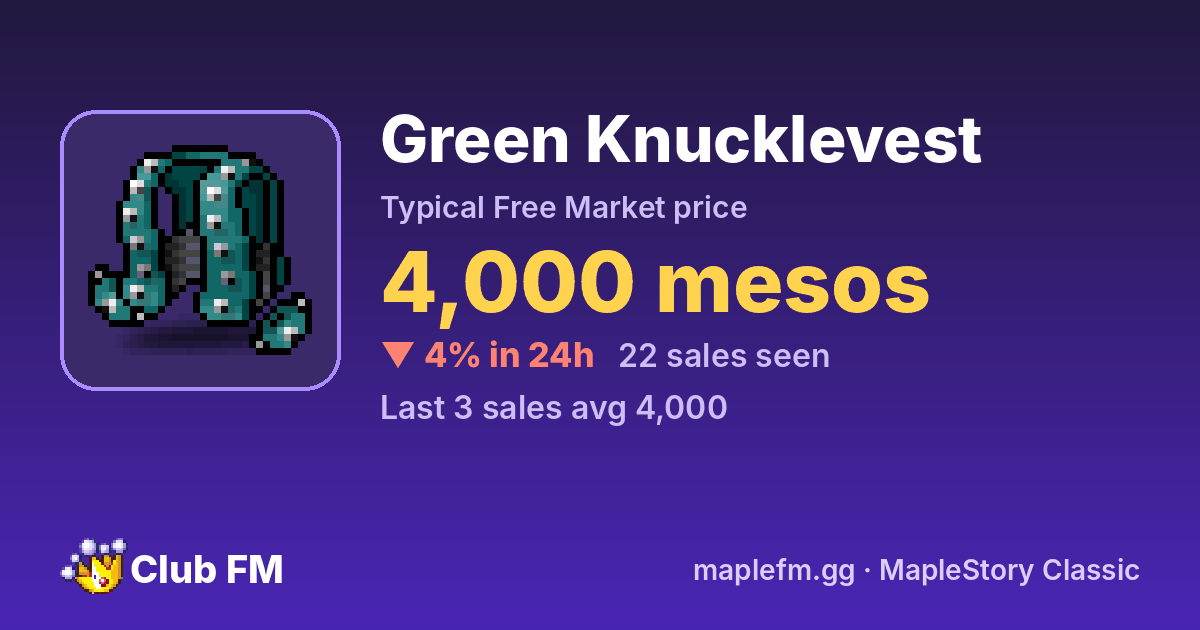 Green Knucklevest
Typical Free Market price
4,000 mesos
▼ 4% in 24h 22 sales seen
Last 3 sales avg 4,000
Club FM
maplefm.gg · MapleStory Classic